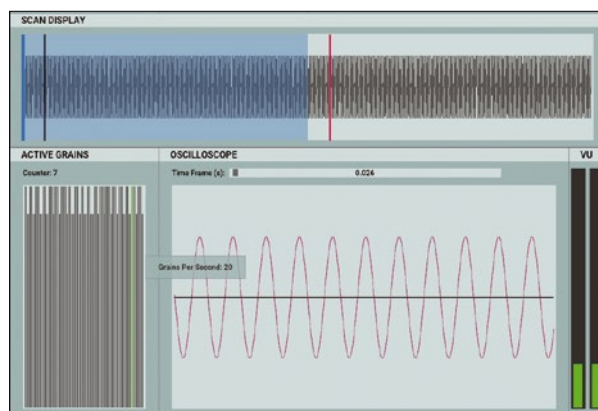 SCAN DISPLAY
ACTIVE GRAINS
OSCILLOSCOPE
VU
Counter: 7
Time Frame (s):
0.026
Grains Per Second: 20